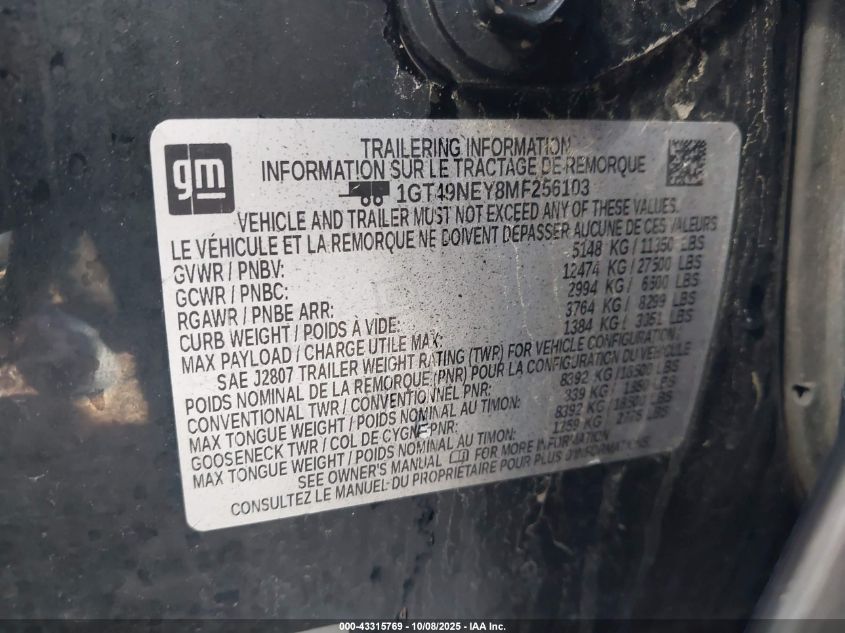 gm
TRAILERING INFORMATION
INFORMATION SUR LE TRACTAGE DE REMORQUE
1GT49NEY8MF256103
VEHICLE AND TRAILER MUST NOT EXCEED ANY OF THESE VALUES.
LE VÉHICULE ET LA REMORQUE NE DOIVENT DÉPASSER AUCUNE DE CES VALEURS
GVWR / PNBV: 5148 KG / 11350 LBS
GCWR / PNBC: 12474 KG / 27500 LBS
RGAWR / PNBE ARR: 2994 KG / 6600 LBS
CURB WEIGHT / POIDS À VIDE: 3764 KG / 8299 LBS
MAX PAYLOAD / CHARGE UTILE MAX: 1384 KG / 3051 LBS
SAE J2807 TRAILER WEIGHT RATING (TWR) FOR VEHICLE CONFIGURATION
POIDS NOMINAL DE LA REMORQUE (PNR) POUR LA CONFIGURATION DU VÉHICULE
CONVENTIONAL TWR / CONVENTIONNEL PNR: 8392 KG / 18500 LBS
MAX TONGUE WEIGHT / POIDS NOMINAL AU TIMON: 839 KG / 1850 LBS
GOOSENECK TWR / COL DE CYGNE PNR: 8392 KG / 18500 LBS
MAX TONGUE WEIGHT / POIDS NOMINAL AU TIMON: 1259 KG / 2775 LBS
SEE OWNER'S MANUAL FOR MORE INFORMATION
CONSULTEZ LE MANUEL DU PROPRIÉTAIRE POUR PLUS D'INFORMATIONS.
000-43315769 - 10/08/2025 - IAA Inc.